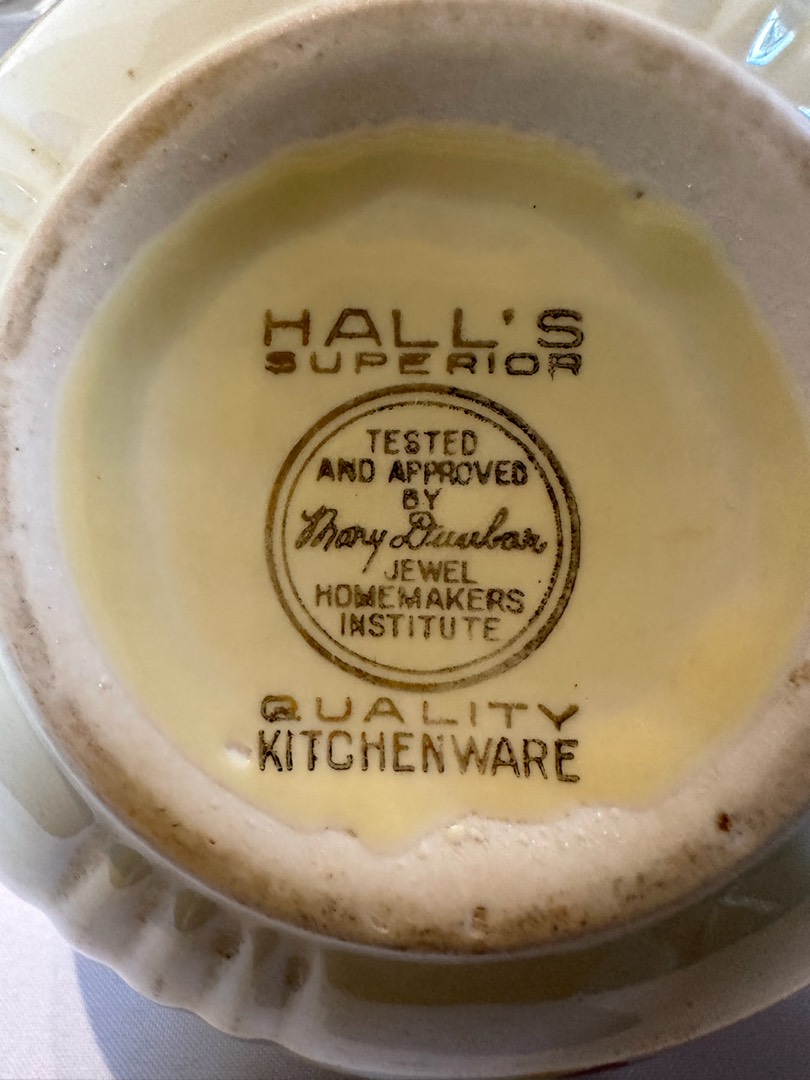 HALL'S
SUPERIOR
TESTED
AND APPROVED
BY
Mary Dunbar
JEWEL
HOMEMAKERS
INSTITUTE
QUALITY
KITCHENWARE